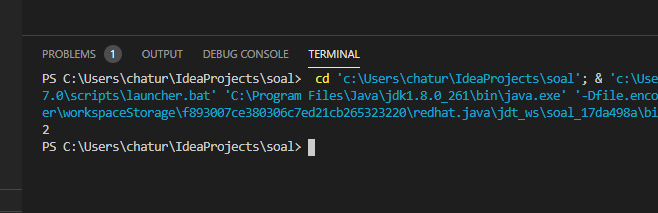 PROBLEMS 1 OUTPUT DEBUG CONSOLE TERMINAL
PS C:\Users\chatur\IdeaProjects\soal>  cd 'c:\Users\chatur\IdeaProjects\soal'; & 'c:\Use
7.0\scripts\launcher.bat' 'C:\Program Files\Java\jdk1.8.0_261\bin\java.exe' '-Dfile.enco
er\workspaceStorage\f893007ce380306c7ed21cb265323220\redhat.java\jdt_ws\soal_17da498a\bi
2
PS C:\Users\chatur\IdeaProjects\soal>